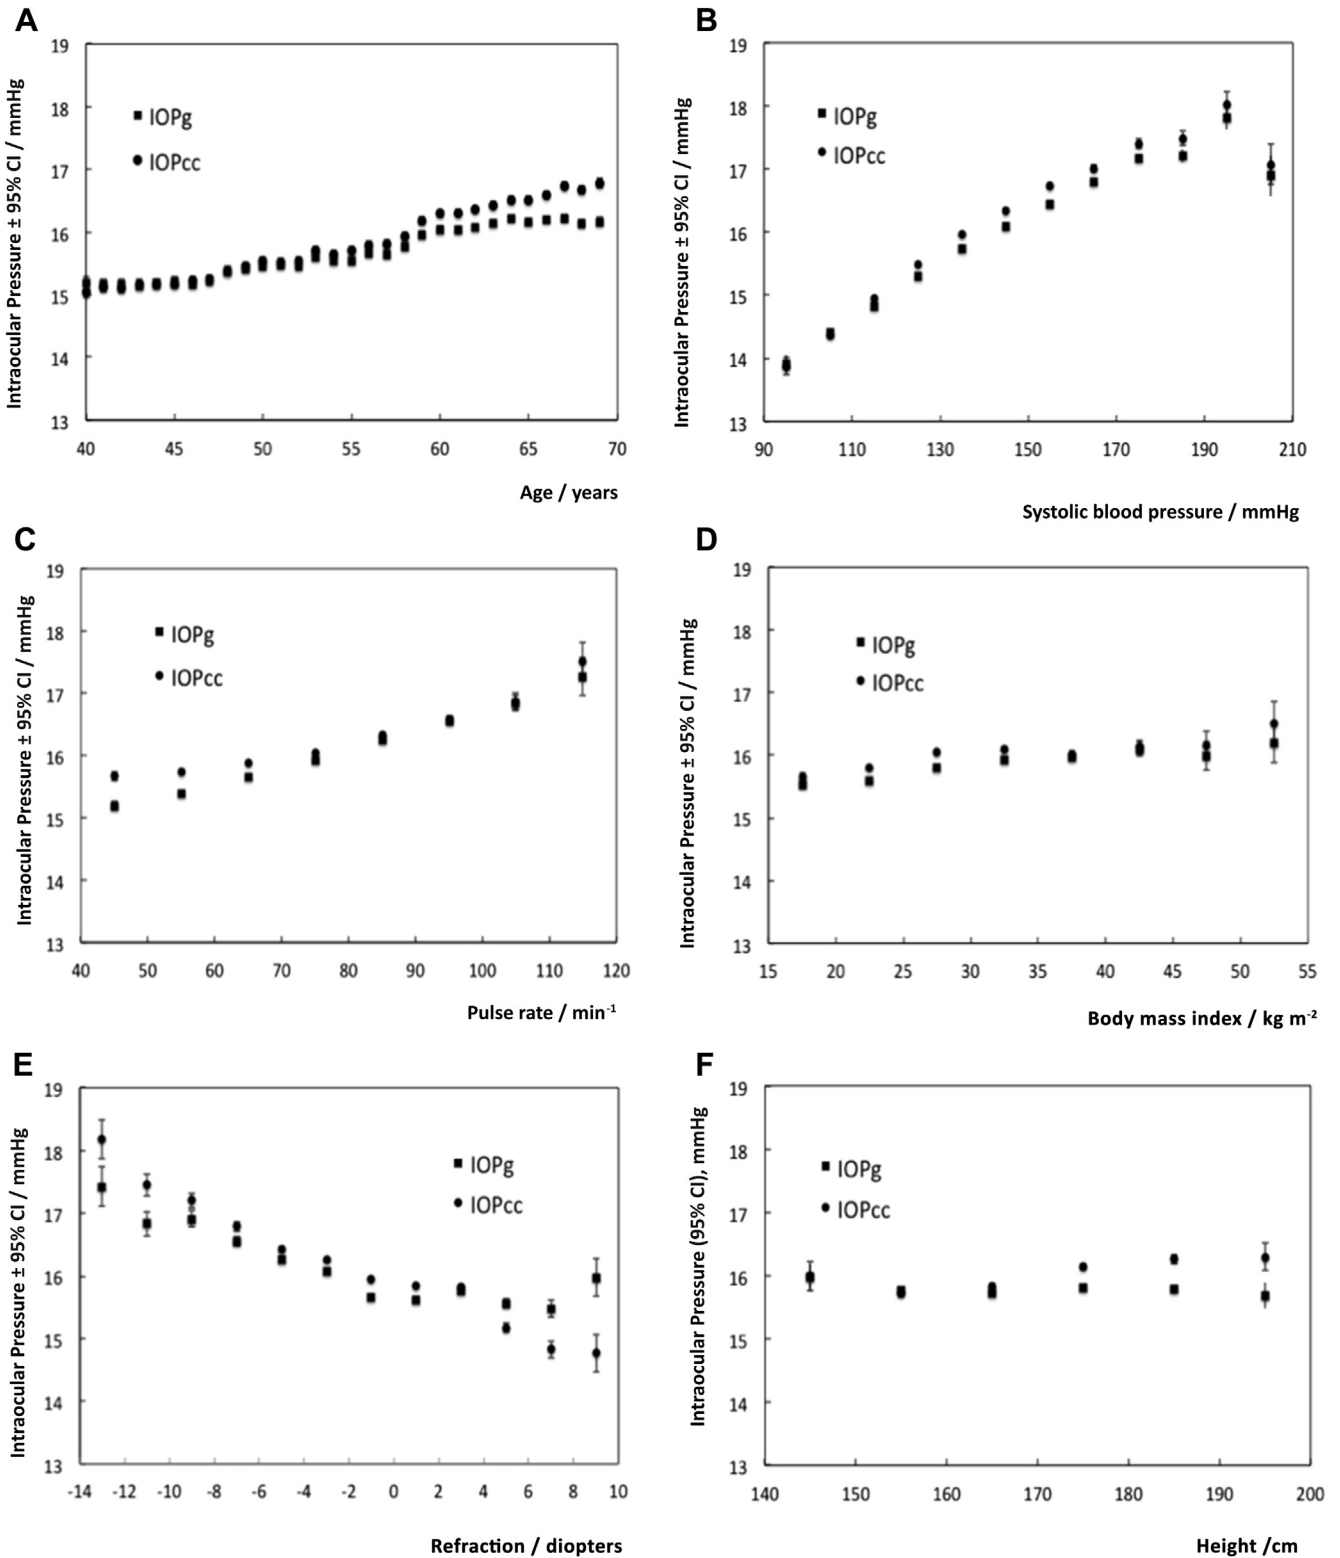 A
Intraocular Pressure ± 95% CI / mmHg
19
18
17
16
15
14
13
IOPg
IOPcc
40 45 50 55 60 65 70
Age / years
B
Intraocular Pressure ± 95% CI / mmHg
19
18
17
16
15
14
13
IOPg
IOPcc
90 110 130 150 170 190 210
Systolic blood pressure / mmHg
C
Intraocular Pressure ± 95% CI / mmHg
19
18
17
16
15
14
13
IOPg
IOPcc
40 50 60 70 80 90 100 110 120
Pulse rate / min⁻¹
D
Intraocular Pressure ± 95% CI / mmHg
19
18
17
16
15
14
13
IOPg
IOPcc
15 20 25 30 35 40 45 50 55
Body mass index / kg m⁻²
E
Intraocular Pressure ± 95% CI / mmHg
19
18
17
16
15
14
13
IOPg
IOPcc
-14 -12 -10 -8 -6 -4 -2 0 2 4 6 8 10
Refraction / diopters
F
Intraocular Pressure (95% CI), mmHg
19
18
17
16
15
14
13
IOPg
IOPcc
140 150 160 170 180 190 200
Height /cm